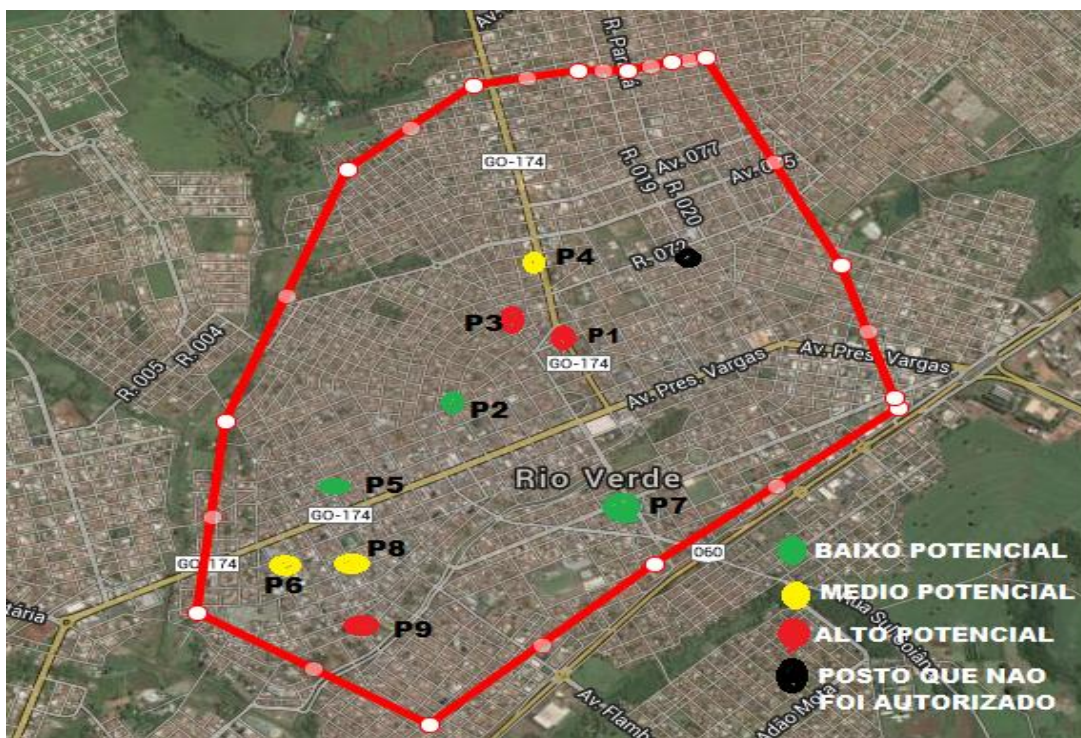 Av.
R. Paraná
GO-174
R. 019
Av. 077
Av. 075
R. 020
R. 072
P4
P3
P1
GO-174
R. 005
R. 004
Av. Pres. Vargas
Av. Pres. Vargas
P2
P5
Rio Verde
P7
GO-174
GO-174
P8
P6
060
BAIXO POTENCIAL
MEDIO POTENCIAL
tária
P9
ALTO POTENCIAL
POSTO QUE NAO
FOI AUTORIZADO
Adão Mota